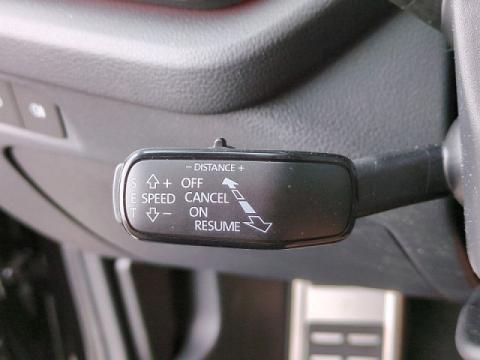 - DISTANCE +
S + OFF
E SPEED CANCEL
T - ON
RESUME